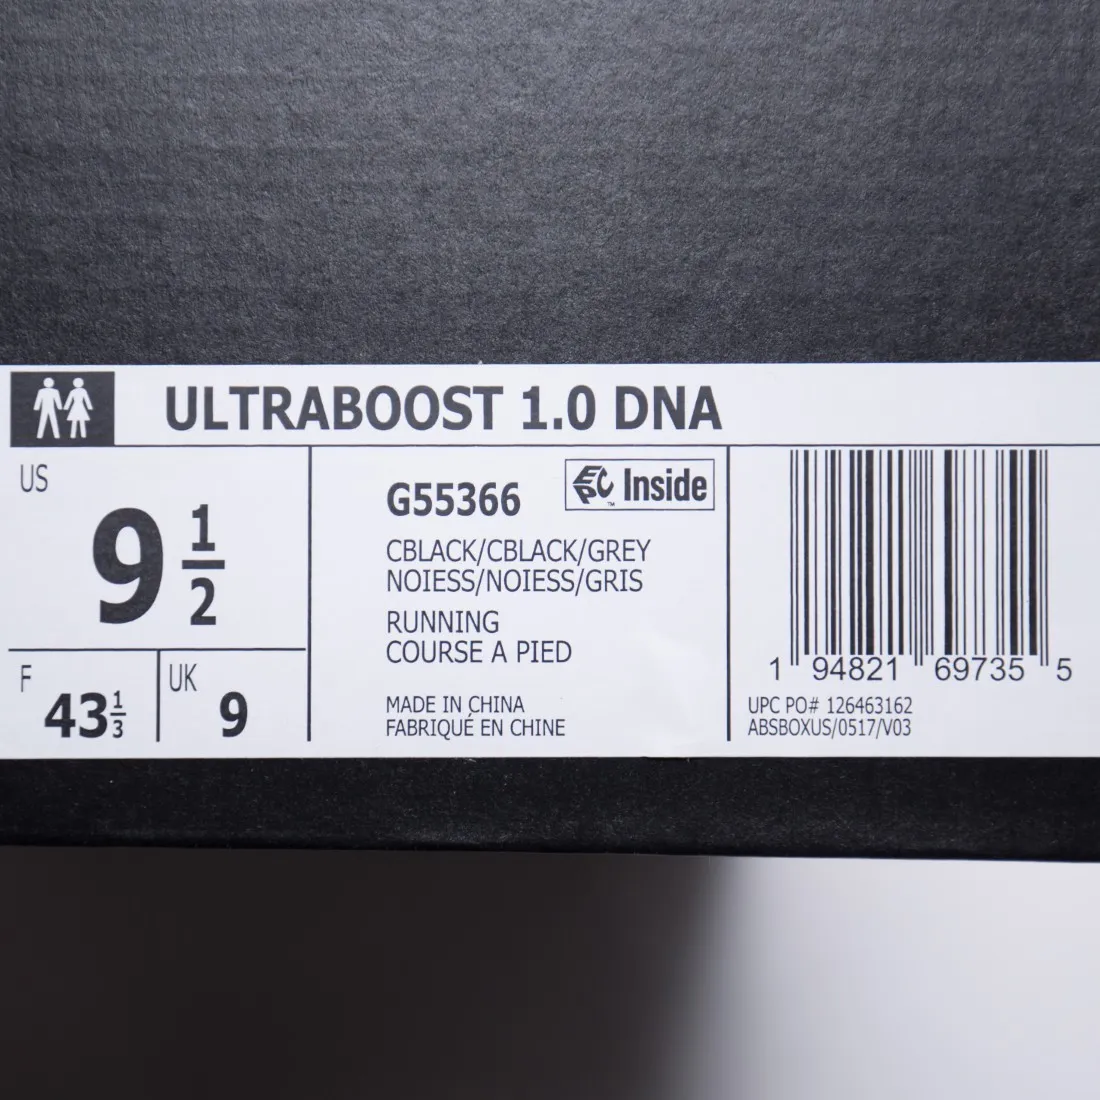 ULTRABOOST 1.0 DNA
US
9 1/2
F
43 1/3
UK
9
G55366
EPC Inside
™
CBLACK/CBLACK/GREY
NOIESS/NOIESS/GRIS
RUNNING
COURSE A PIED
MADE IN CHINA
FABRIQUÉ EN CHINE
1 94821 69735 5
UPC PO# 126463162
ABSBOXUS/0517/V03